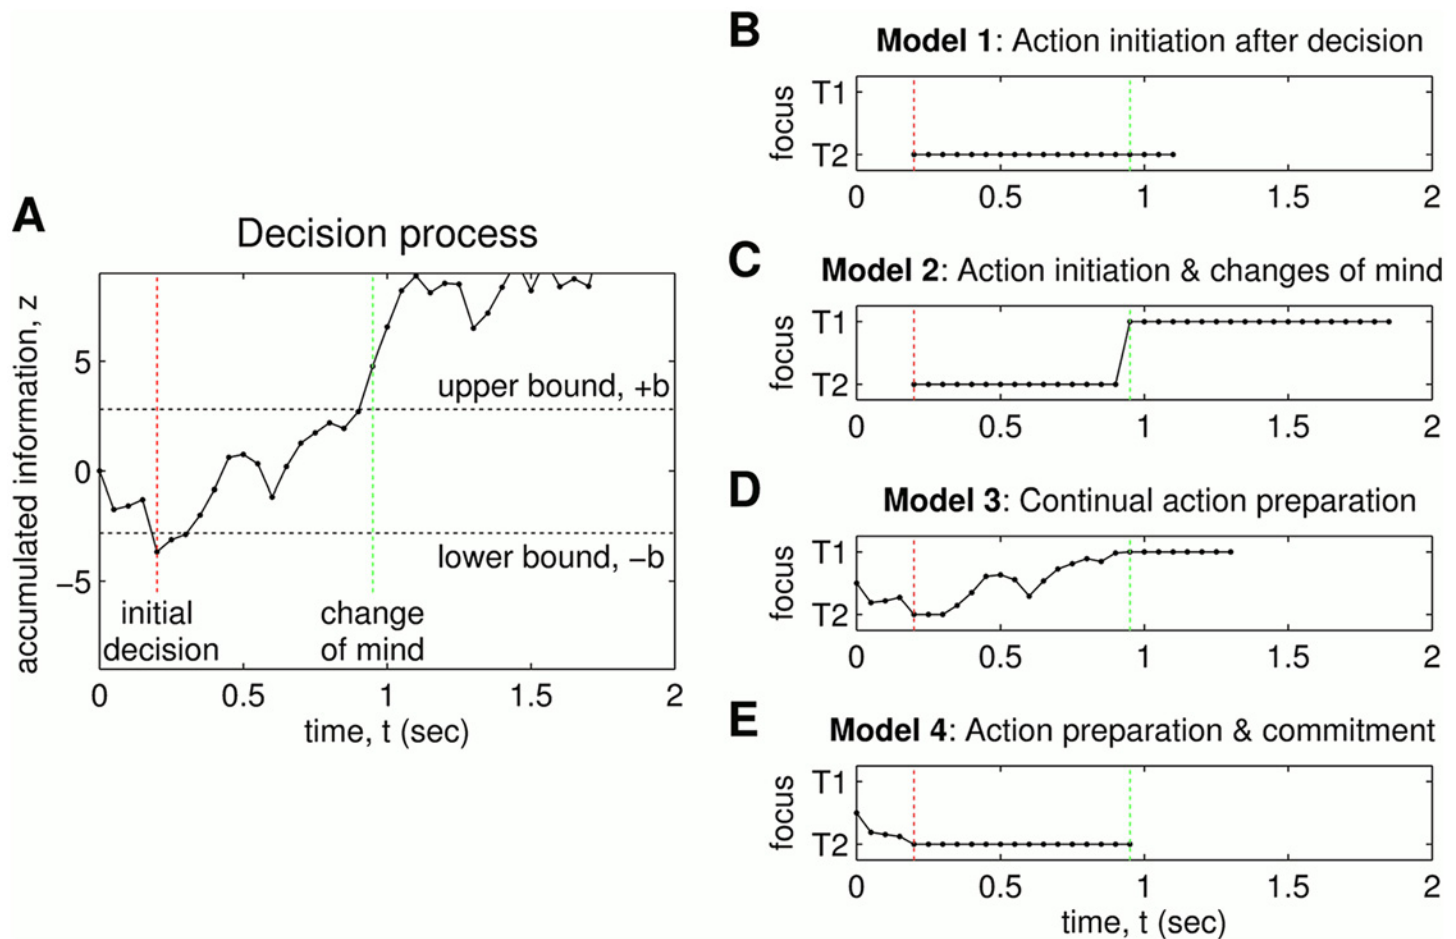 A
Decision process
accumulated information, z
5
0
−5
upper bound, +b
lower bound, −b
initial
decision
change
of mind
0
0.5
1
1.5
2
time, t (sec)
B
Model 1: Action initiation after decision
focus
T1
T2
0
0.5
1
1.5
2
C
Model 2: Action initiation & changes of mind
focus
T1
T2
0
0.5
1
1.5
2
D
Model 3: Continual action preparation
focus
T1
T2
0
0.5
1
1.5
2
E
Model 4: Action preparation & commitment
focus
T1
T2
0
0.5
1
1.5
2
time, t (sec)